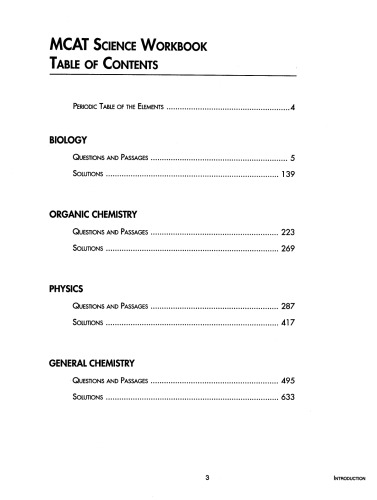 MCAT SCIENCE WORKBOOK
TABLE OF CONTENTS
PERIODIC TABLE OF THE ELEMENTS ..........................................................4
BIOLOGY
QUESTIONS AND PASSAGES ................................................................ 5
SOLUTIONS ................................................................................ 139
ORGANIC CHEMISTRY
QUESTIONS AND PASSAGES ............................................................ 223
SOLUTIONS ................................................................................ 269
PHYSICS
QUESTIONS AND PASSAGES ............................................................ 287
SOLUTIONS ................................................................................ 417
GENERAL CHEMISTRY
QUESTIONS AND PASSAGES ............................................................ 495
SOLUTIONS ................................................................................ 633
3
INTRODUCTION